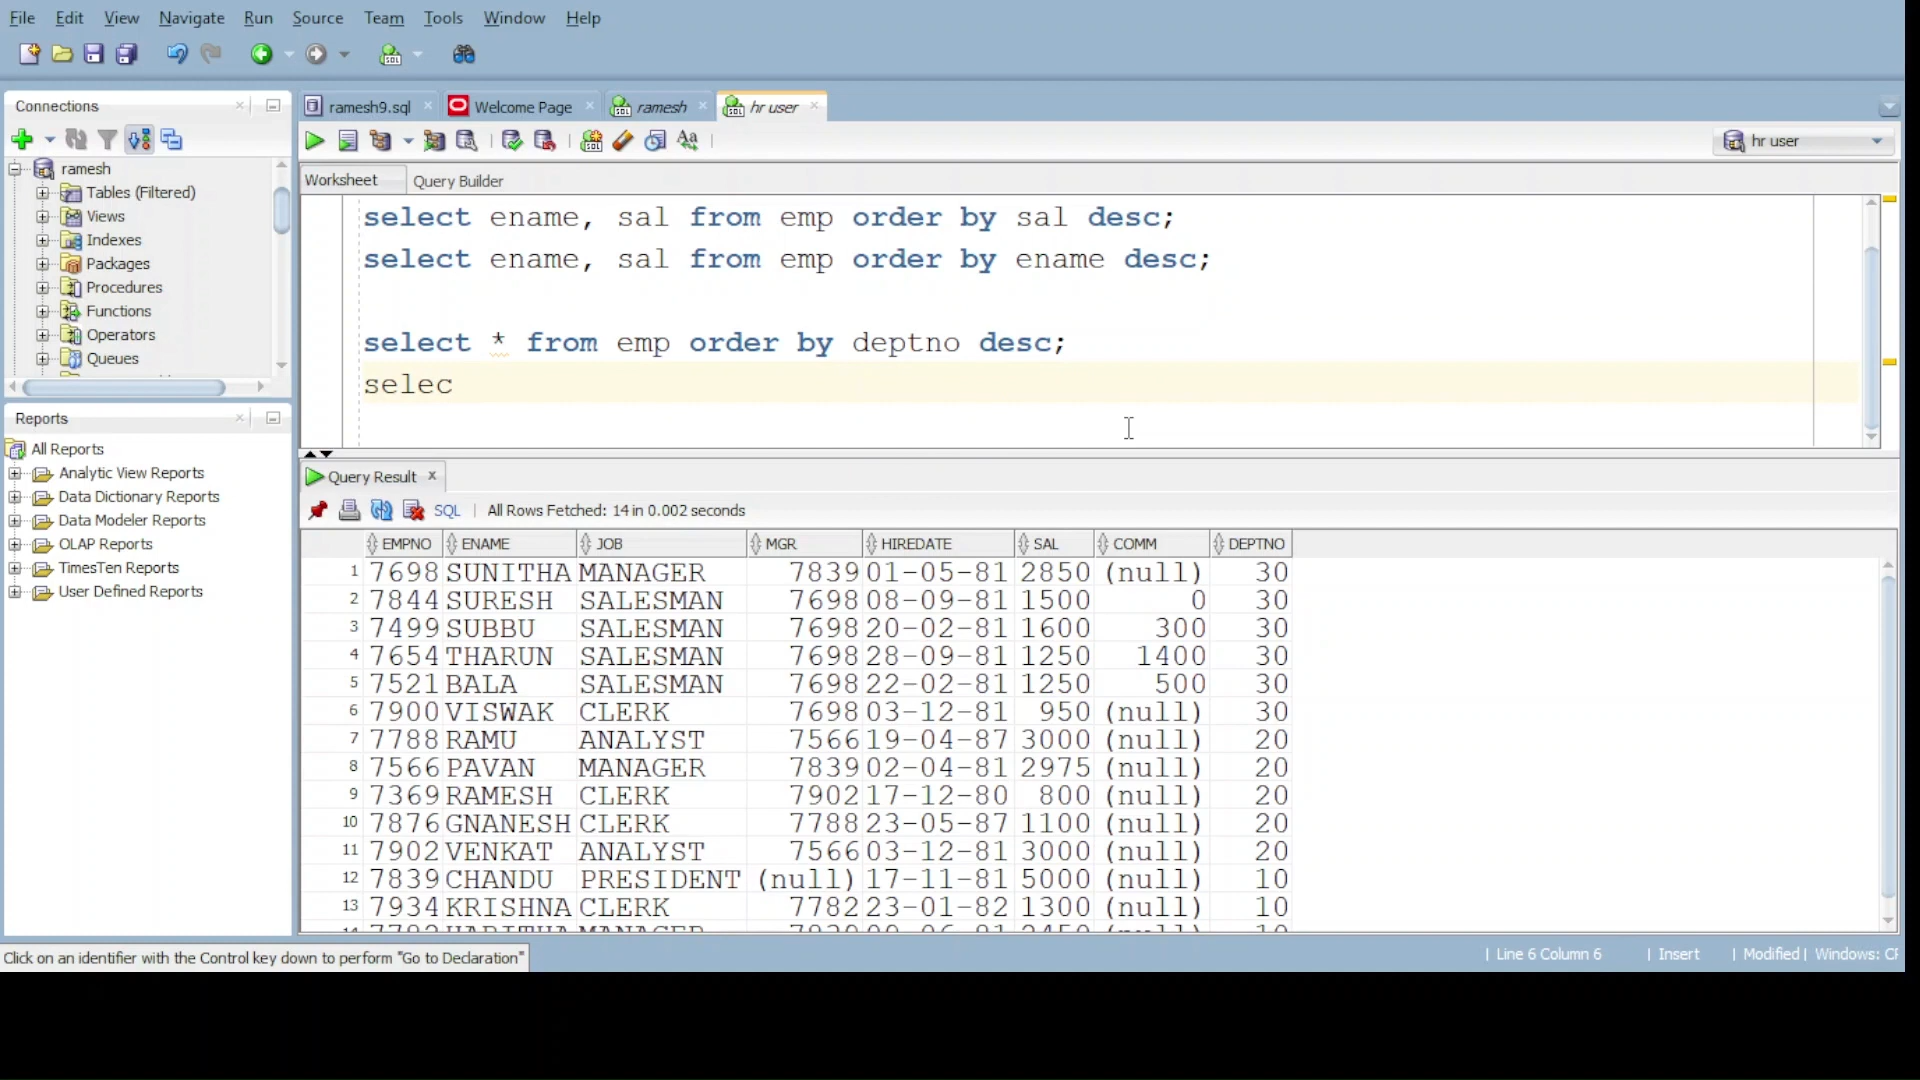 File Edit View Navigate Run Source Team Tools Window Help
Connections
ramesh9.sql Welcome Page ramesh hr user
hr user
Worksheet Query Builder
ramesh
Tables (Filtered)
Views
Indexes
Packages
Procedures
Functions
Operators
Queues
select ename, sal from emp order by sal desc;
select ename, sal from emp order by ename desc;
select * from emp order by deptno desc;
selec
Reports
All Reports
Analytic View Reports
Data Dictionary Reports
Data Modeler Reports
OLAP Reports
TimesTen Reports
User Defined Reports
Query Result
SQL | All Rows Fetched: 14 in 0.002 seconds
EMPNO ENAME JOB MGR HIREDATE SAL COMM DEPTNO
1 7698 SUNITHA MANAGER 7839 01-05-81 2850 (null) 30
2 7844 SURESH SALESMAN 7698 08-09-81 1500 0 30
3 7499 SUBBU SALESMAN 7698 20-02-81 1600 300 30
4 7654 THARUN SALESMAN 7698 28-09-81 1250 1400 30
5 7521 BALA SALESMAN 7698 22-02-81 1250 500 30
6 7900 VISWAK CLERK 7698 03-12-81 950 (null) 30
7 7788 RAMU ANALYST 7566 19-04-87 3000 (null) 20
8 7566 PAVAN MANAGER 7839 02-04-81 2975 (null) 20
9 7369 RAMESH CLERK 7902 17-12-80 800 (null) 20
10 7876 GNANESH CLERK 7788 23-05-87 1100 (null) 20
11 7902 VENKAT ANALYST 7566 03-12-81 3000 (null) 20
12 7839 CHANDU PRESIDENT (null) 17-11-81 5000 (null) 10
13 7934 KRISHNA CLERK 7782 23-01-82 1300 (null) 10
Click on an identifier with the Control key down to perform "Go to Declaration"
| Line 6 Column 6 | Insert | Modified | Windows: CF